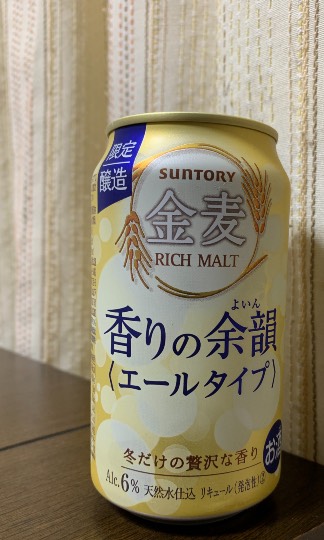 限定
醸造
SUNTORY
金麦
RICH MALT
よいん
香りの余韻
〈エールタイプ〉
冬だけの贅沢な香り
お酒
Alc.6% 天然水仕込 リキュール(発泡性)①